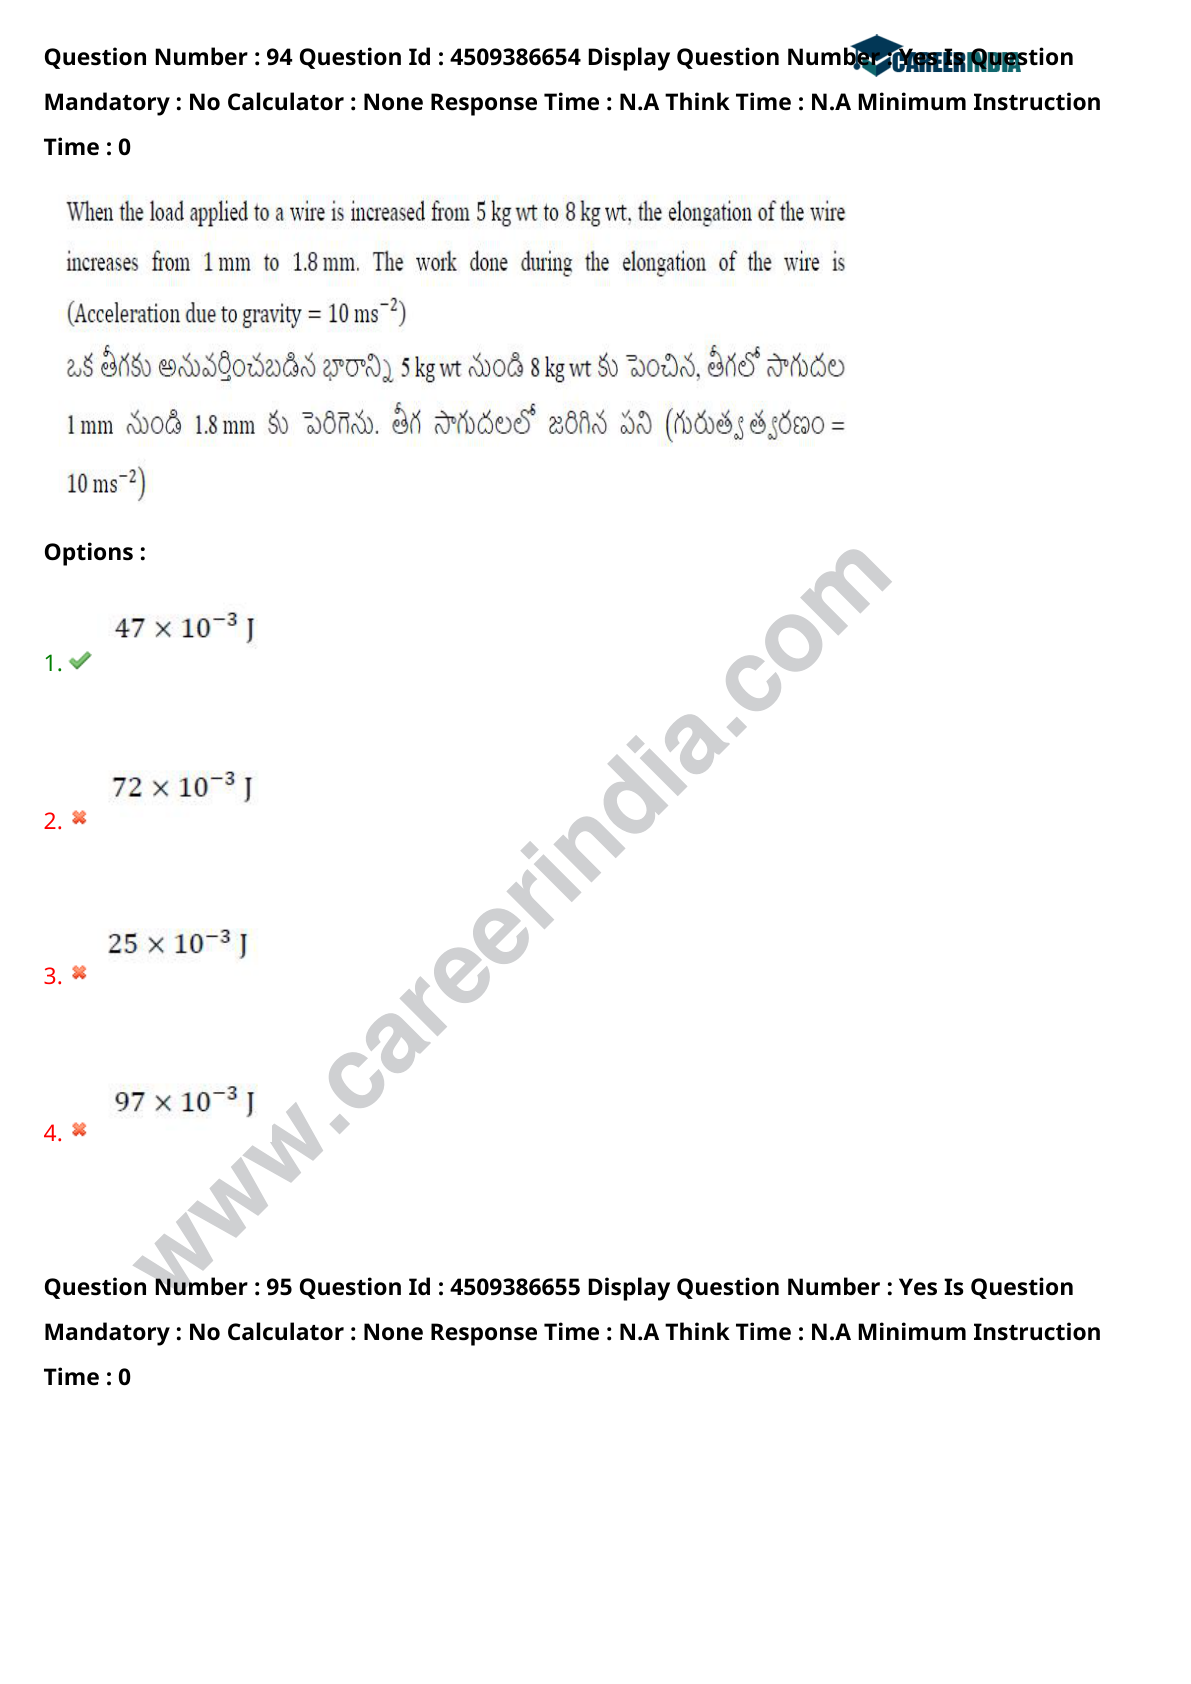 Question Number : 94 Question Id : 4509386654 Display Question Number : Yes Is Question
CAREERINDIA
Mandatory : No Calculator : None Response Time : N.A Think Time : N.A Minimum Instruction
Time : 0
When the load applied to a wire is increased from 5 kg wt to 8 kg wt, the elongation of the wire
increases from 1 mm to 1.8 mm. The work done during the elongation of the wire is
(Acceleration due to gravity = 10 ms⁻²)
ఒక తీగకు అనువర్తించబడిన భారాన్ని 5 kg wt నుండి 8 kg wt కు పెంచిన, తీగలో సాగుదల
1 mm నుండి 1.8 mm కు పెరిగెను. తీగ సాగుదలలో జరిగిన పని (గురుత్వ త్వరణం =
10 ms⁻²)
Options :
47 × 10⁻³ J
1.
72 × 10⁻³ J
2.
25 × 10⁻³ J
3.
97 × 10⁻³ J
4.
www.careerindia.com
Question Number : 95 Question Id : 4509386655 Display Question Number : Yes Is Question
Mandatory : No Calculator : None Response Time : N.A Think Time : N.A Minimum Instruction
Time : 0